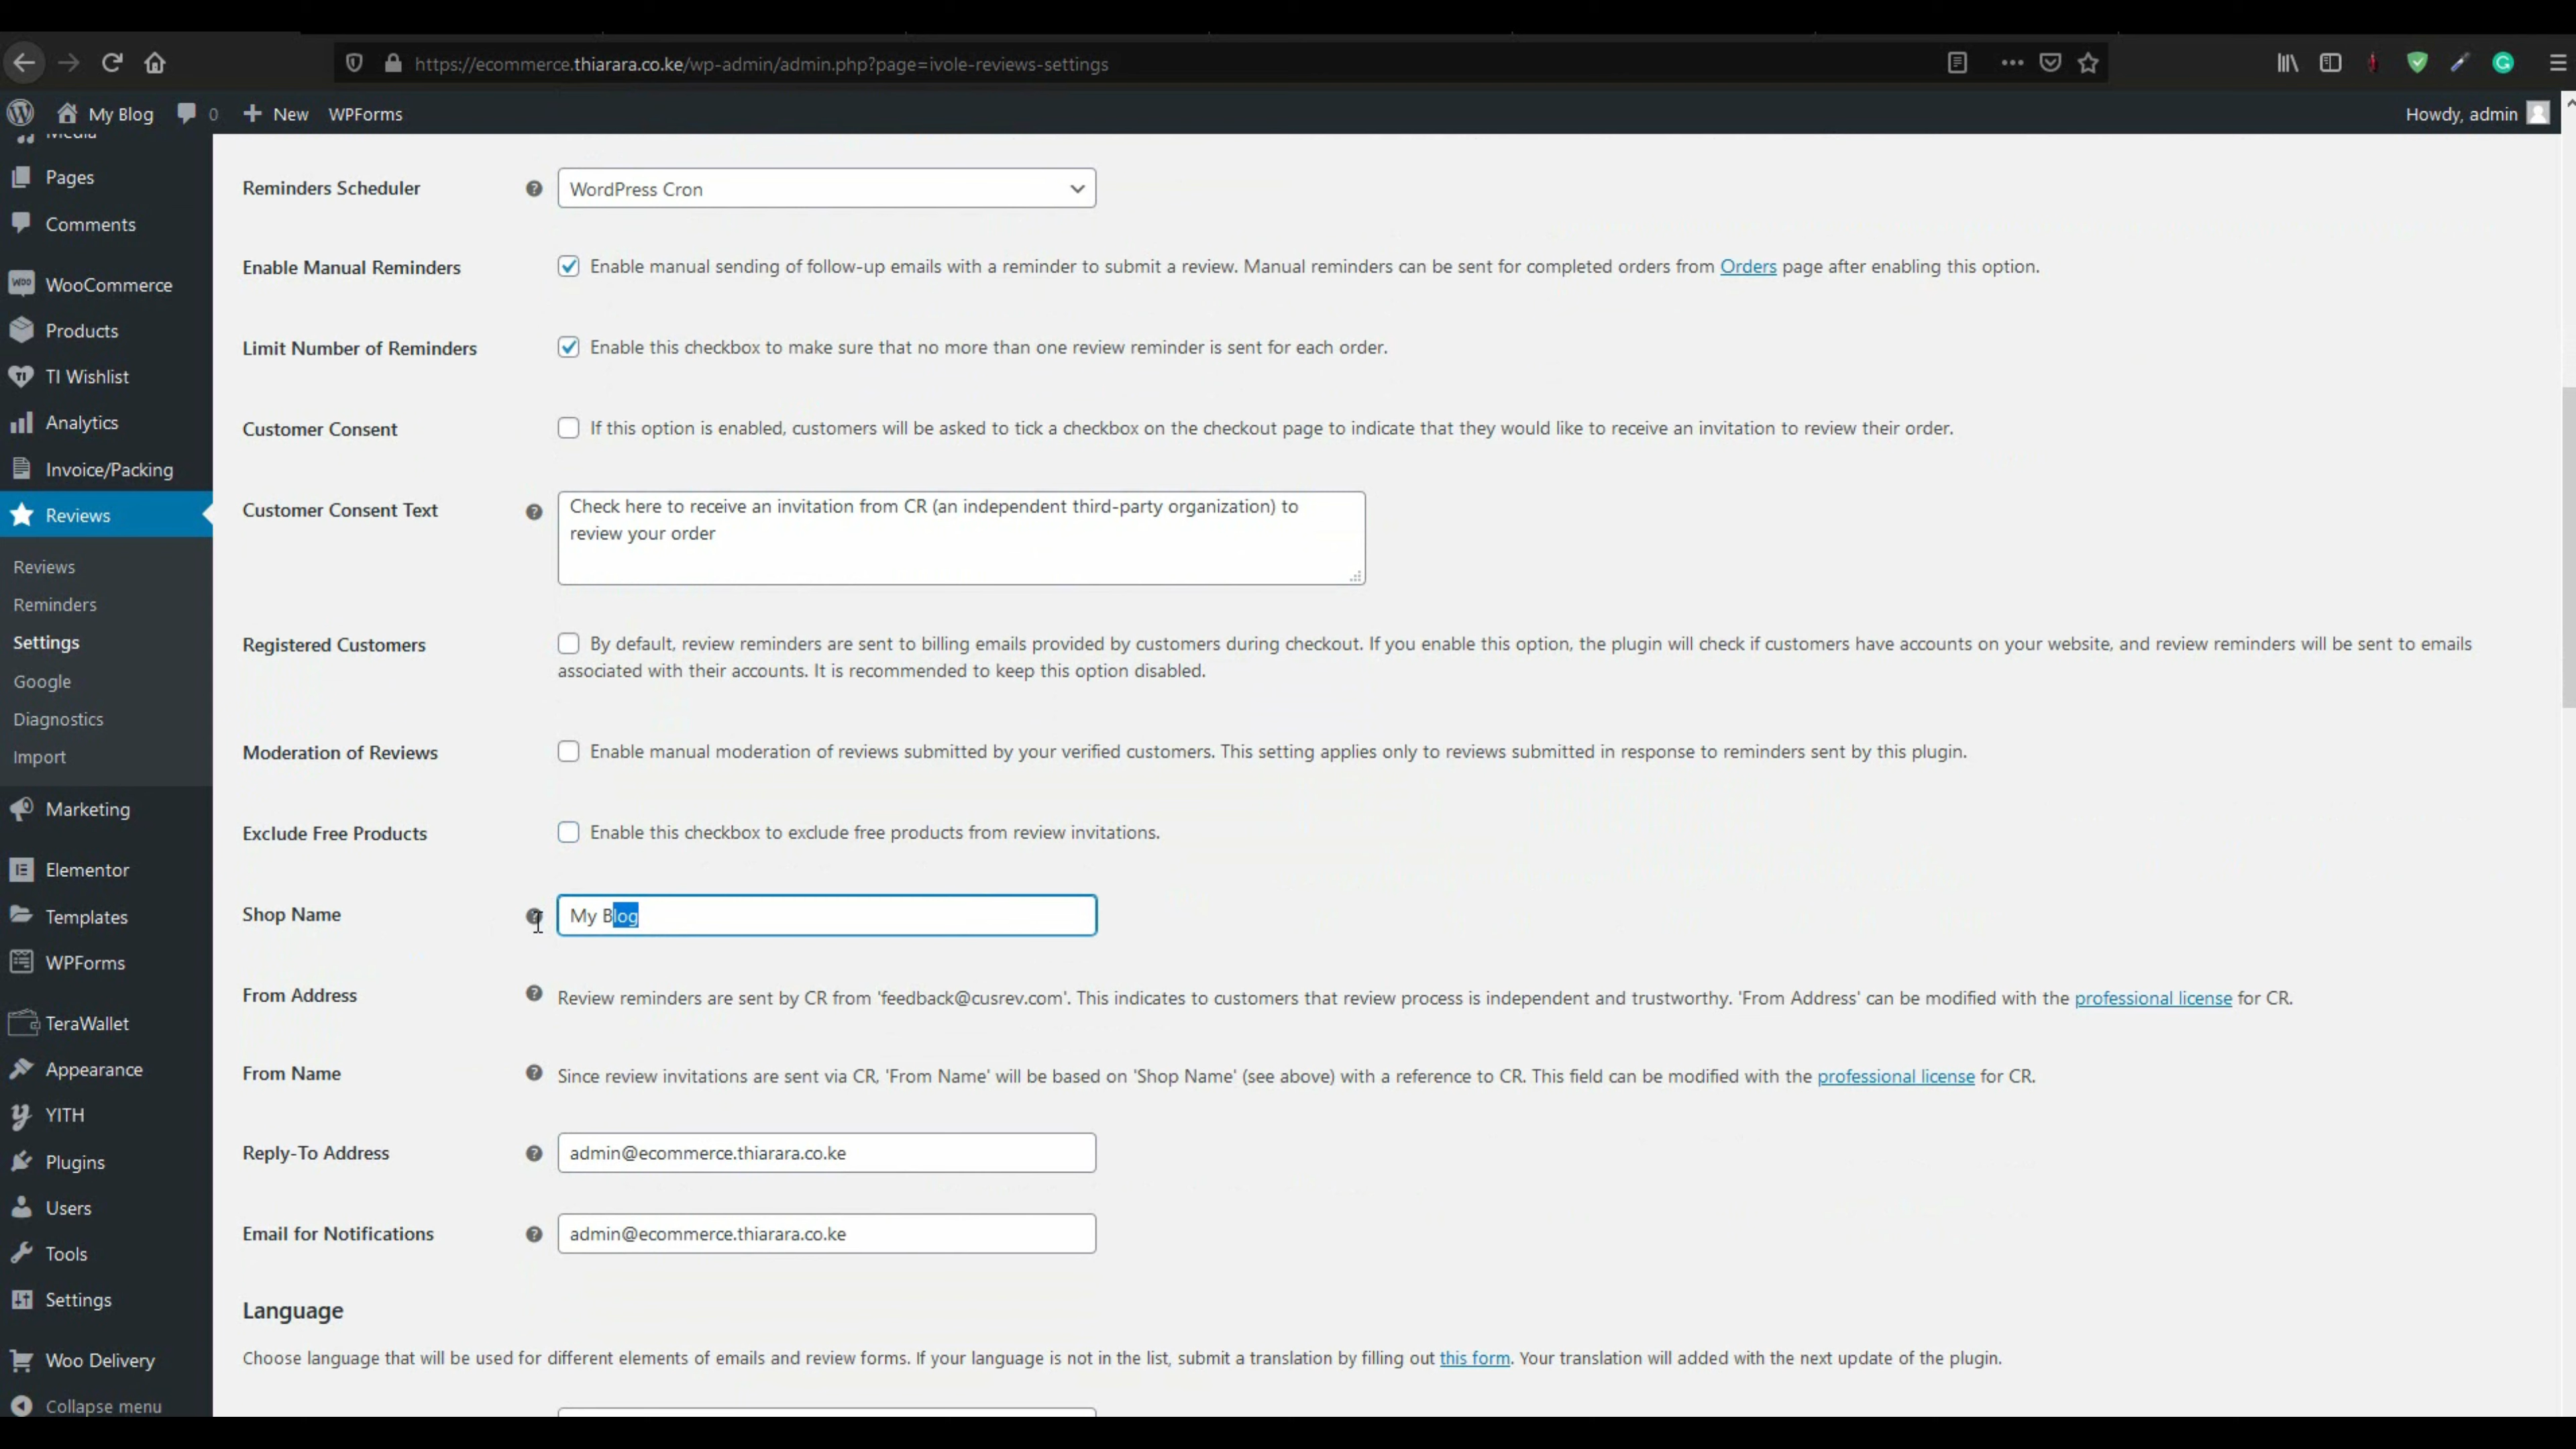 https://ecommerce.thiarara.co.ke/wp-admin/admin.php?page=ivole-reviews-settings
My Blog
0
New
WPForms
Howdy, admin
Media
Pages
Comments
WooCommerce
Products
TI Wishlist
Analytics
Invoice/Packing
Reviews
Reviews
Reminders
Settings
Google
Diagnostics
Import
Marketing
Elementor
Templates
WPForms
TeraWallet
Appearance
YITH
Plugins
Users
Tools
Settings
Woo Delivery
Collapse menu
Reminders Scheduler
WordPress Cron
Enable Manual Reminders
Enable manual sending of follow-up emails with a reminder to submit a review. Manual reminders can be sent for completed orders from Orders page after enabling this option.
Limit Number of Reminders
Enable this checkbox to make sure that no more than one review reminder is sent for each order.
Customer Consent
If this option is enabled, customers will be asked to tick a checkbox on the checkout page to indicate that they would like to receive an invitation to review their order.
Customer Consent Text
Check here to receive an invitation from CR (an independent third-party organization) to
review your order
Registered Customers
By default, review reminders are sent to billing emails provided by customers during checkout. If you enable this option, the plugin will check if customers have accounts on your website, and review reminders will be sent to emails
associated with their accounts. It is recommended to keep this option disabled.
Moderation of Reviews
Enable manual moderation of reviews submitted by your verified customers. This setting applies only to reviews submitted in response to reminders sent by this plugin.
Exclude Free Products
Enable this checkbox to exclude free products from review invitations.
Shop Name
My Blog
From Address
Review reminders are sent by CR from 'feedback@cusrev.com'. This indicates to customers that review process is independent and trustworthy. 'From Address' can be modified with the professional license for CR.
From Name
Since review invitations are sent via CR, 'From Name' will be based on 'Shop Name' (see above) with a reference to CR. This field can be modified with the professional license for CR.
Reply-To Address
admin@ecommerce.thiarara.co.ke
Email for Notifications
admin@ecommerce.thiarara.co.ke
Language
Choose language that will be used for different elements of emails and review forms. If your language is not in the list, submit a translation by filling out this form. Your translation will added with the next update of the plugin.